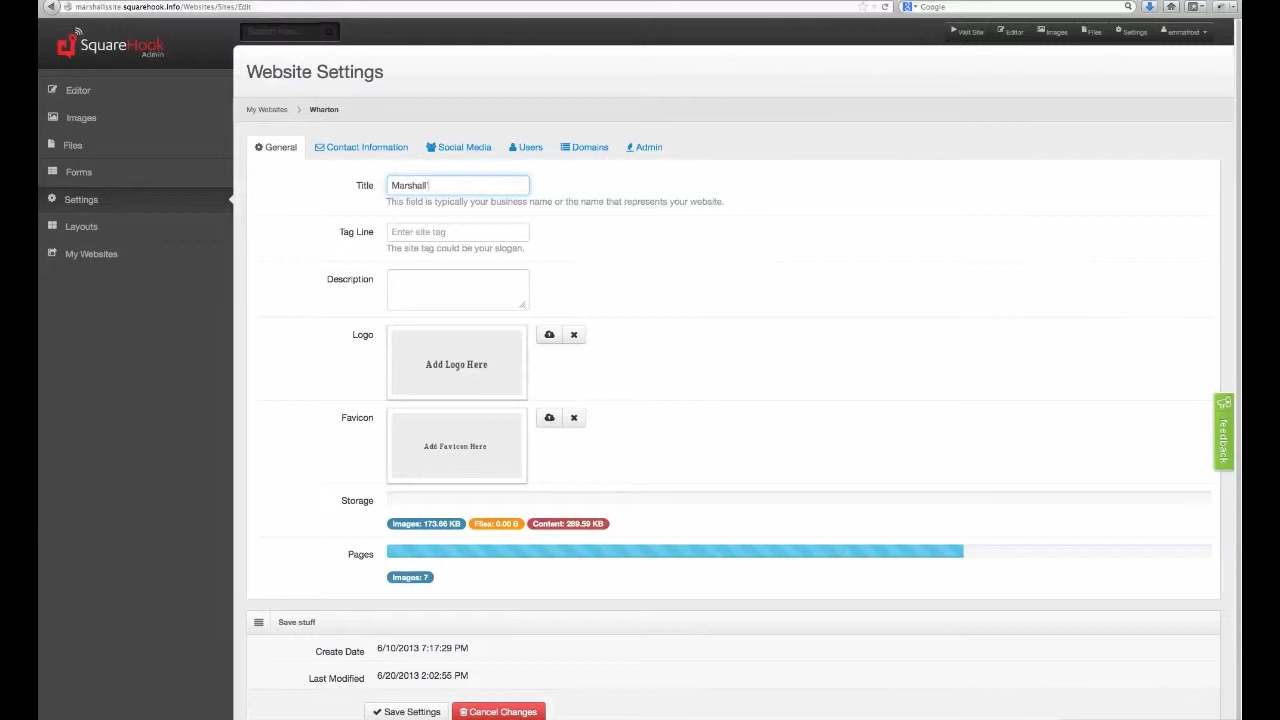 marshallssite.squarehook.info/Websites/Sites/Edit
Google
SquareHook
Admin
Visit Site
Editor
Images
Files
Settings
emmafrost
Editor
Images
Files
Forms
Settings
Layouts
My Websites
Website Settings
My Websites
Wharton
General
Contact Information
Social Media
Users
Domains
Admin
Title
Marshall'
This field is typically your business name or the name that represents your website.
Tag Line
Enter site tag
The site tag could be your slogen.
Description
Logo
Add Logo Here
Favicon
Add Favicon Here
Storage
Images: 173.66 KB
Files: 0.00 B
Content: 289.59 KB
Pages
Images: 7
feedback
Save stuff
Create Date
6/10/2013 7:17:29 PM
Last Modified
6/20/2013 2:02:55 PM
Save Settings
Cancel Changes